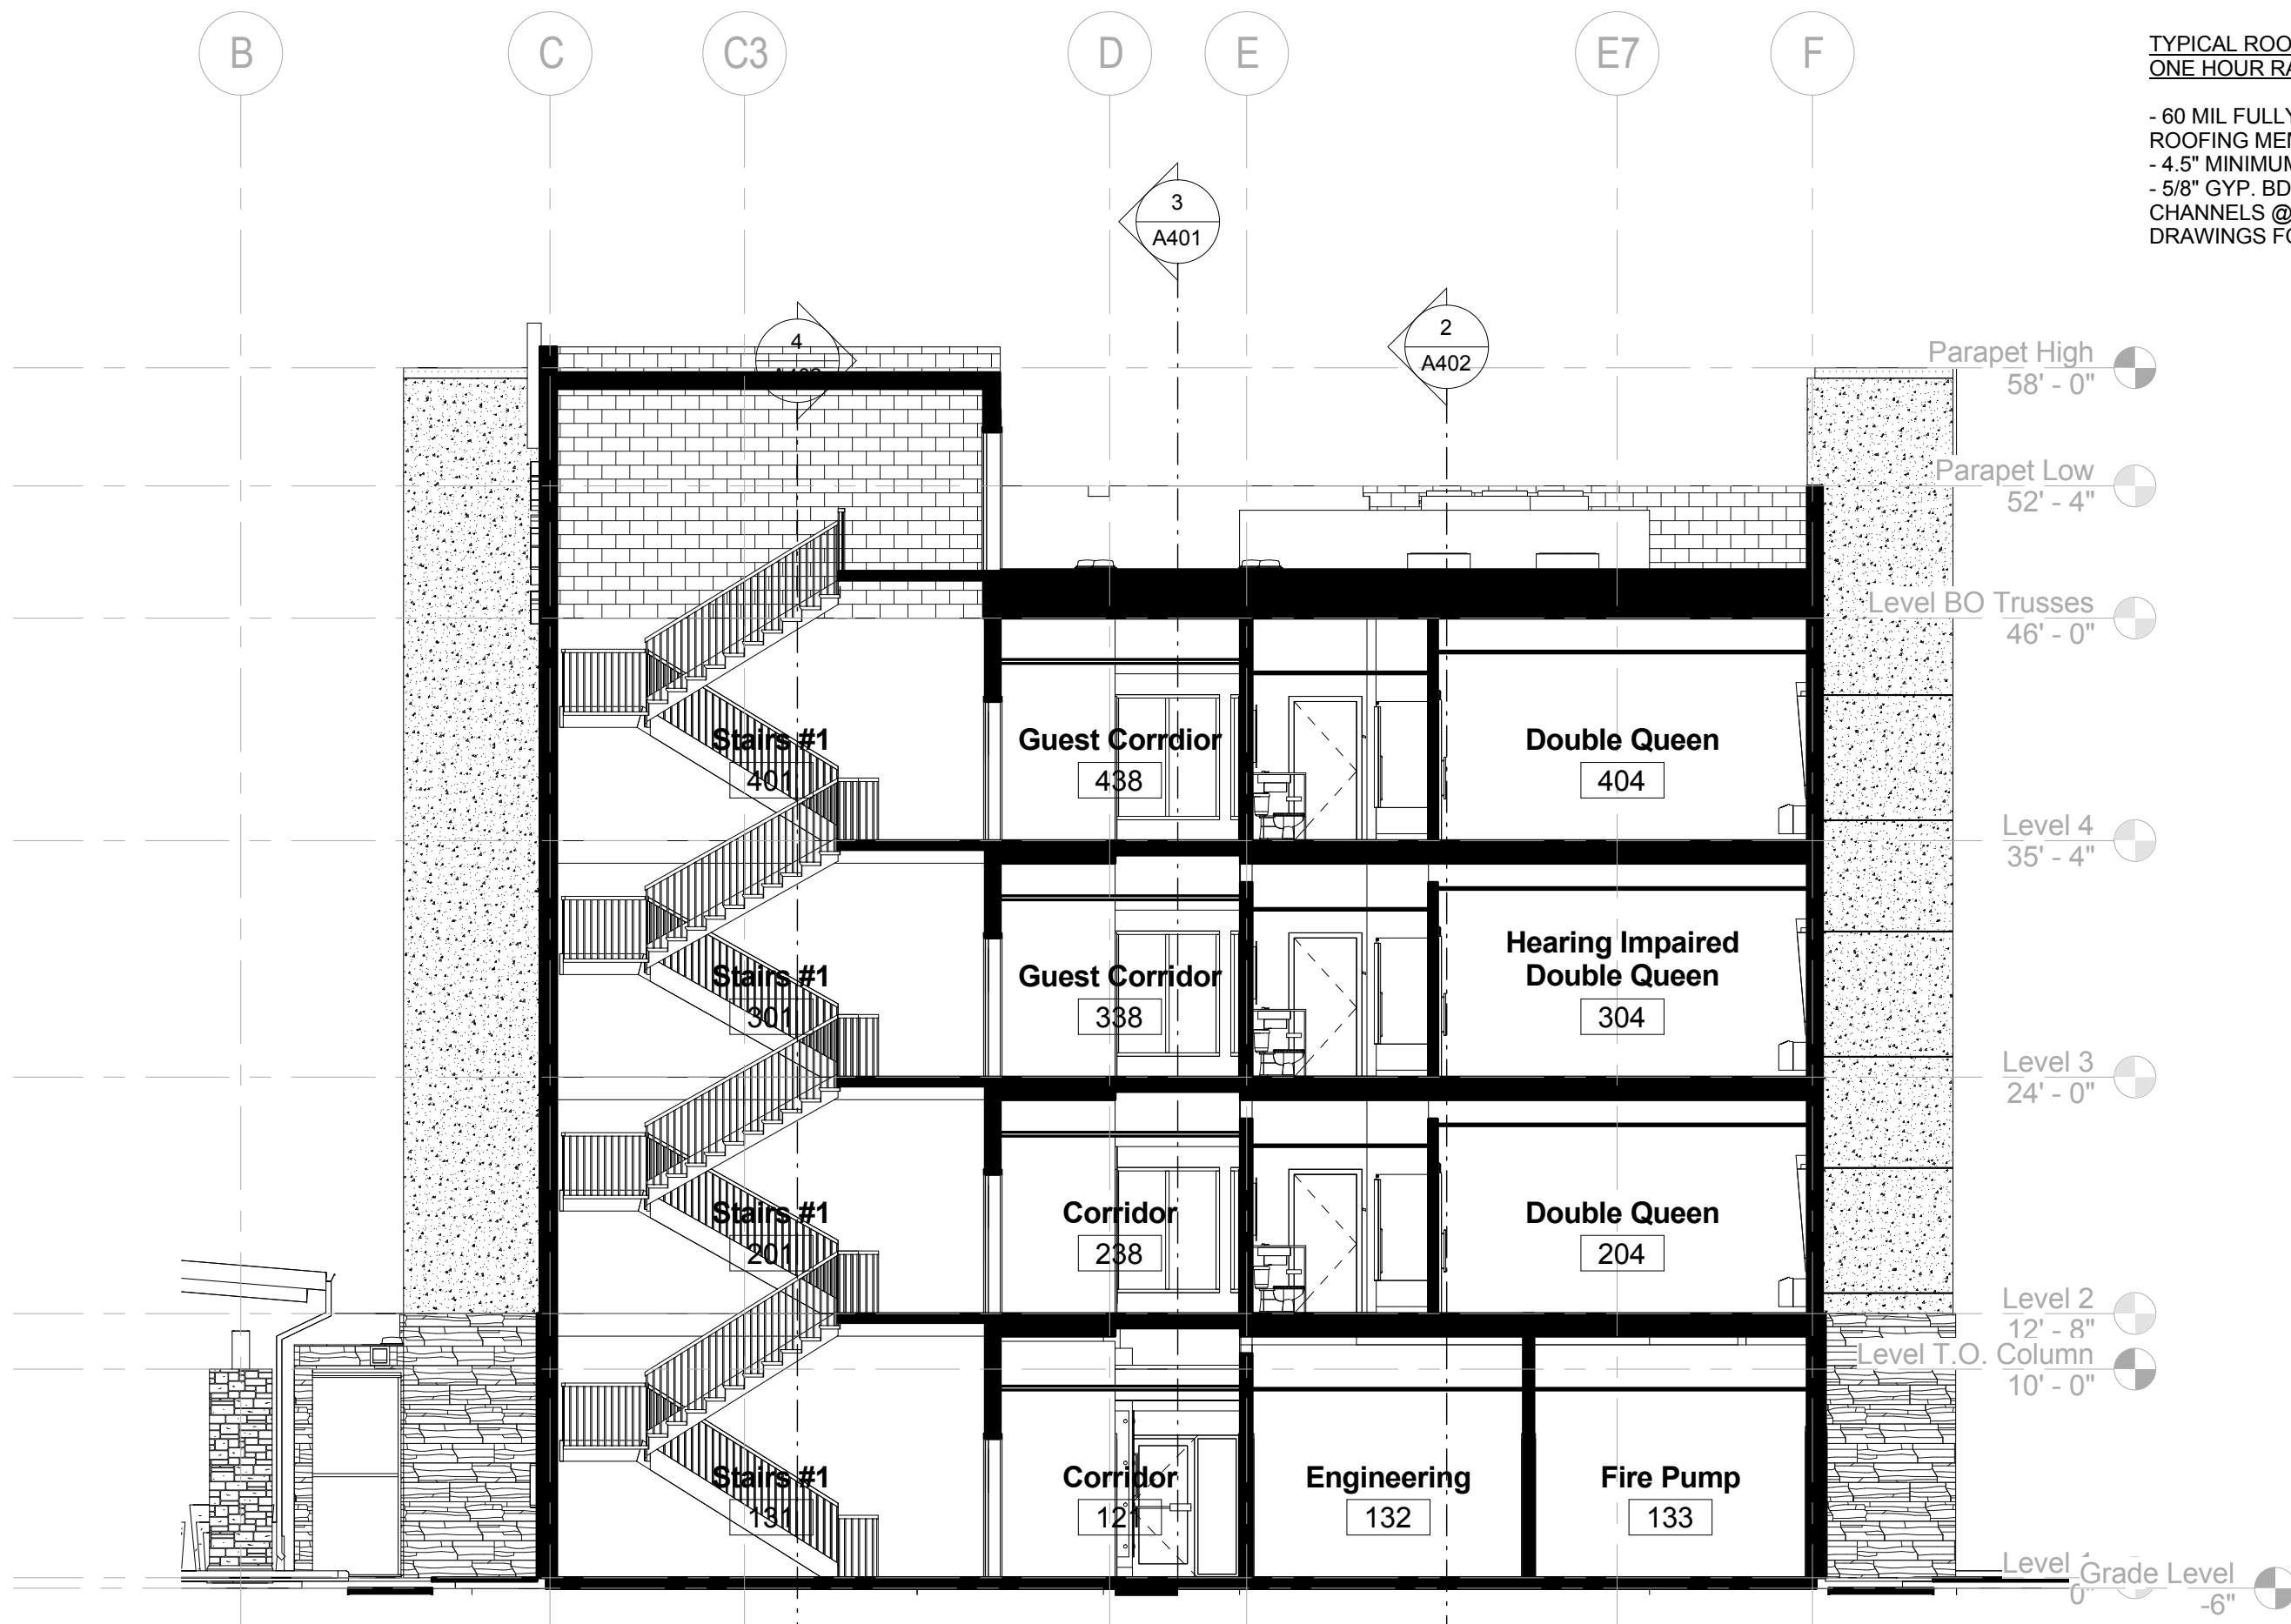 B
C
C3
D
E
E7
F
TYPICAL ROO
ONE HOUR RA
- 60 MIL FULLY
ROOFING MEM
- 4.5" MINIMUM
- 5/8" GYP. BD
CHANNELS @
DRAWINGS FO
3
A401
4
2
A402
Parapet High
58' - 0"
Parapet Low
52' - 4"
Level BO Trusses
46' - 0"
Stairs #1
401
Guest Corrdior
438
Double Queen
404
Level 4
35' - 4"
Stairs #1
301
Guest Corridor
338
Hearing Impaired
Double Queen
304
Level 3
24' - 0"
Stairs #1
201
Corridor
238
Double Queen
204
Level 2
12' - 8"
Level T.O. Column
10' - 0"
Stairs #1
131
Corridor
121
Engineering
132
Fire Pump
133
Level
0"
Grade Level
-6"